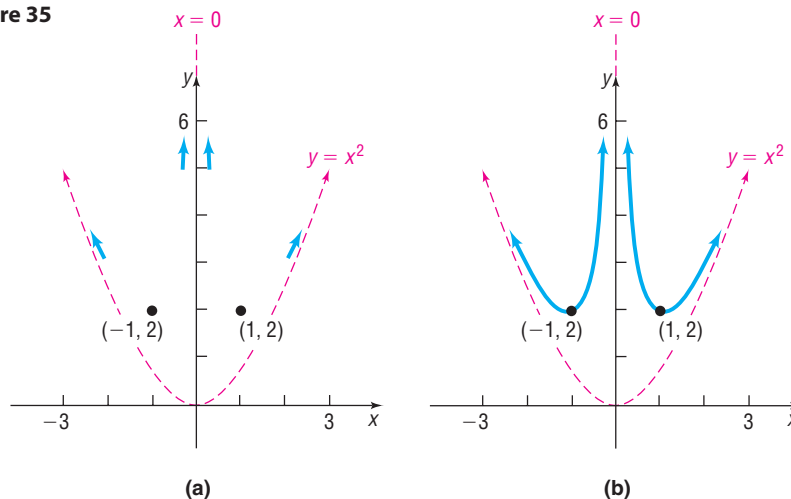 re 35
x = 0
y
6
y = x²
(−1, 2)
(1, 2)
−3
3
x
(a)
x = 0
y
6
y = x²
(−1, 2)
(1, 2)
−3
3
x
(b)